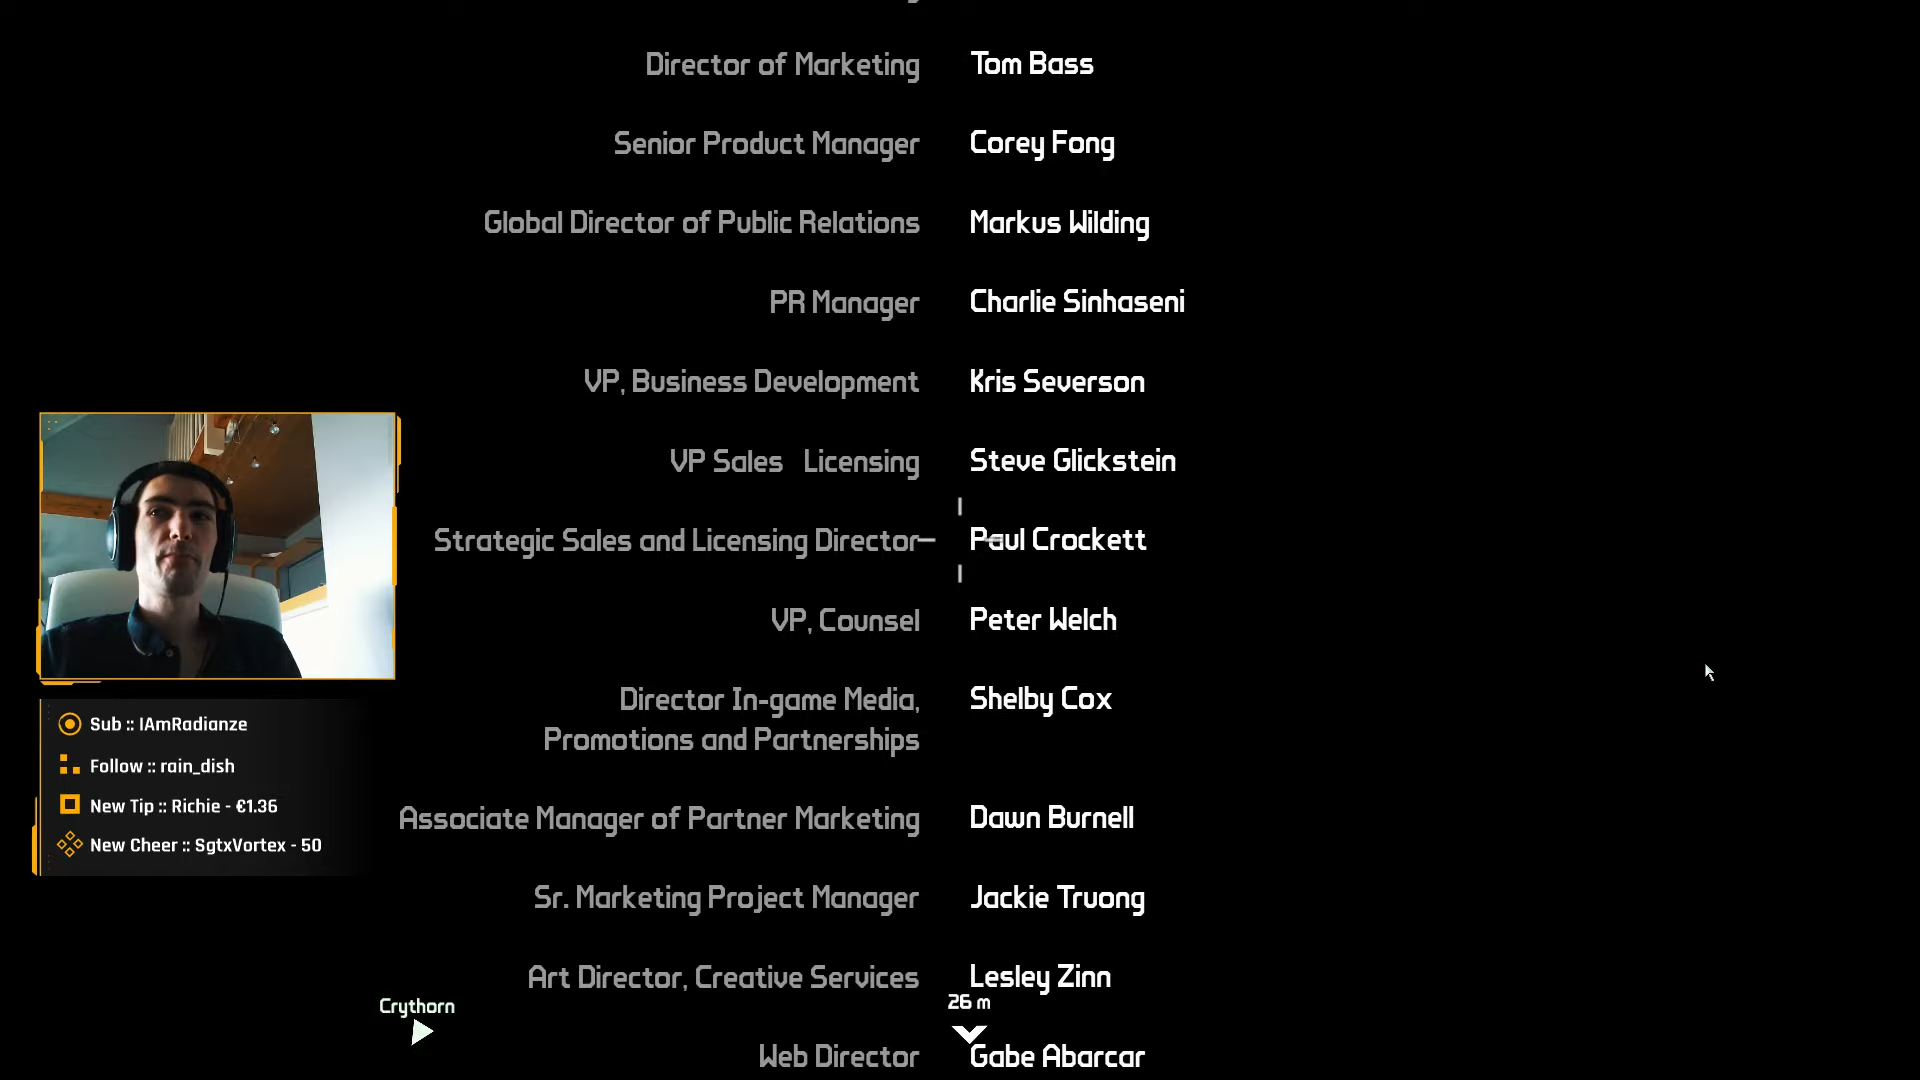 Director of Marketing Tom Bass
Senior Product Manager Corey Fong
Global Director of Public Relations Markus Wilding
PR Manager Charlie Sinhaseni
VP, Business Development Kris Severson
VP Sales Licensing Steve Glickstein
Strategic Sales and Licensing Director Paul Crockett
VP, Counsel Peter Welch
Director In-game Media, Shelby Cox
Promotions and Partnerships
Associate Manager of Partner Marketing Dawn Burnell
Sr. Marketing Project Manager Jackie Truong
Art Director, Creative Services Lesley Zinn
Web Director Gabe Abarcar
Sub :: IAmRadianze
Follow :: rain_dish
New Tip :: Richie - €1.36
New Cheer :: SgtxVortex - 50
Crythorn
26 m